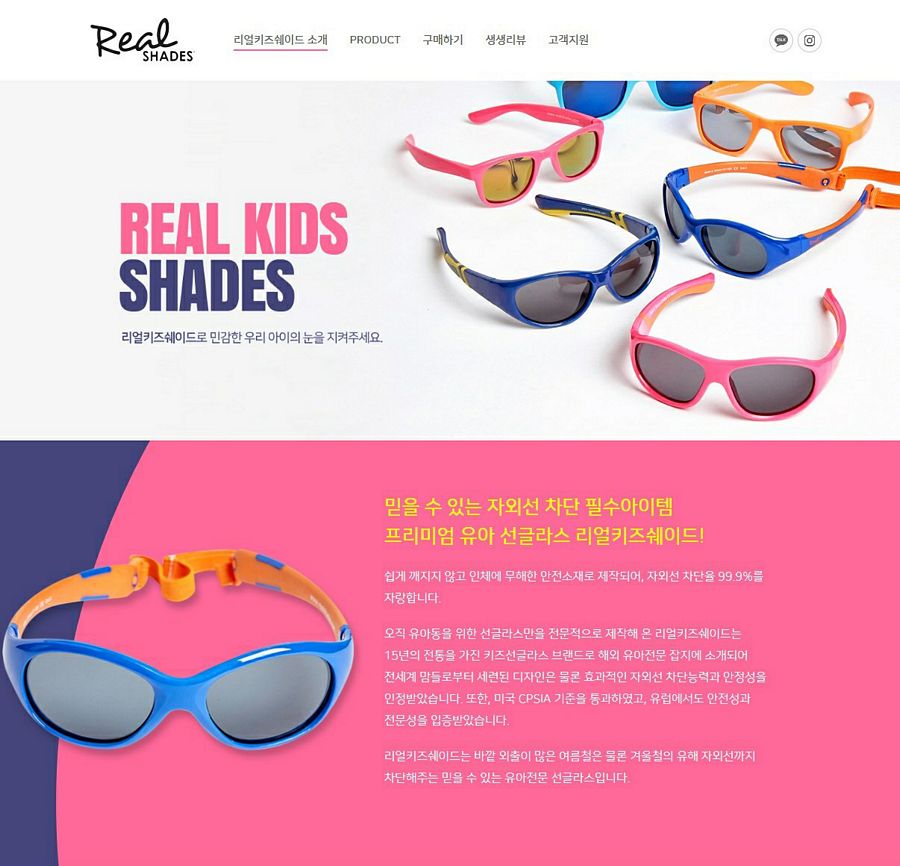 Real
SHADES
리얼키즈쉐이드 소개 PRODUCT 구매하기 생생리뷰 고객지원
TALK
REAL KIDS
SHADES
리얼키즈쉐이드로 민감한 우리 아이의 눈을 지켜주세요.
믿을 수 있는 자외선 차단 필수아이템
프리미엄 유아 선글라스 리얼키즈쉐이드!
쉽게 깨지지 않고 인체에 무해한 안전소재로 제작되어, 자외선 차단율 99.9%를
자랑합니다.
오직 유아동을 위한 선글라스만을 전문적으로 제작해 온 리얼키즈쉐이드는
15년의 전통을 가진 키즈선글라스 브랜드로 해외 유아전문 잡지에 소개되어
전세계 맘들로부터 세련된 디자인은 물론 효과적인 자외선 차단능력과 안정성을
인정받았습니다. 또한, 미국 CPSIA 기준을 통과하였고, 유럽에서도 안전성과
전문성을 입증받았습니다.
리얼키즈쉐이드는 바깥 외출이 많은 여름철은 물론 겨울철의 유해 자외선까지
차단해주는 믿을 수 있는 유아전문 선글라스입니다.